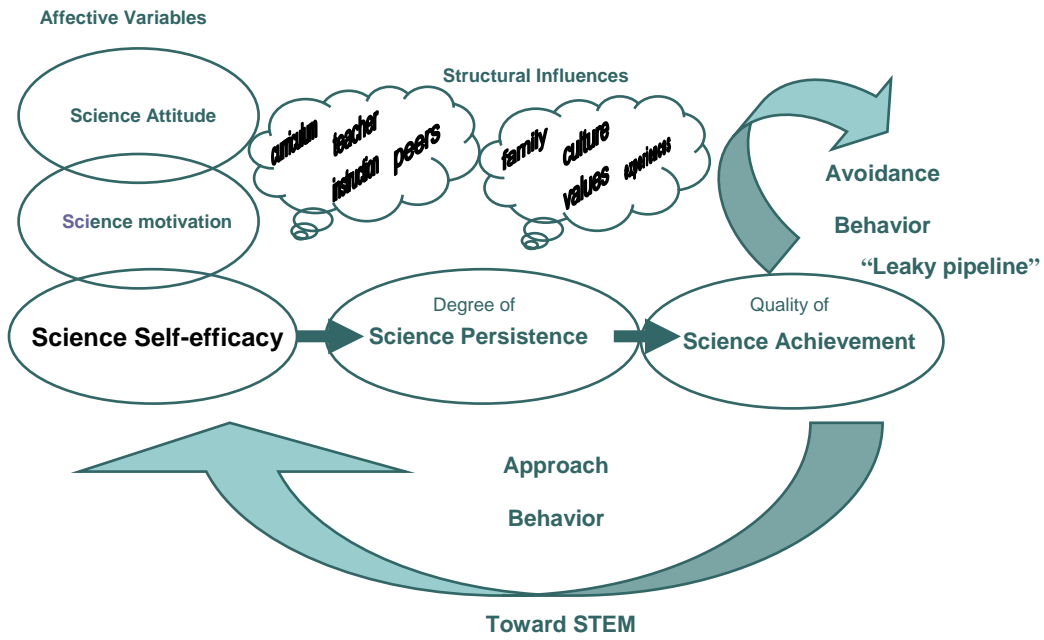 Affective Variables
Structural Influences
Science Attitude
curriculum teacher
instruction peers
family culture
values experiences
Science motivation
Avoidance
Behavior
“Leaky pipeline”
Science Self-efficacy
Degree of
Science Persistence
Quality of
Science Achievement
Approach
Behavior
Toward STEM